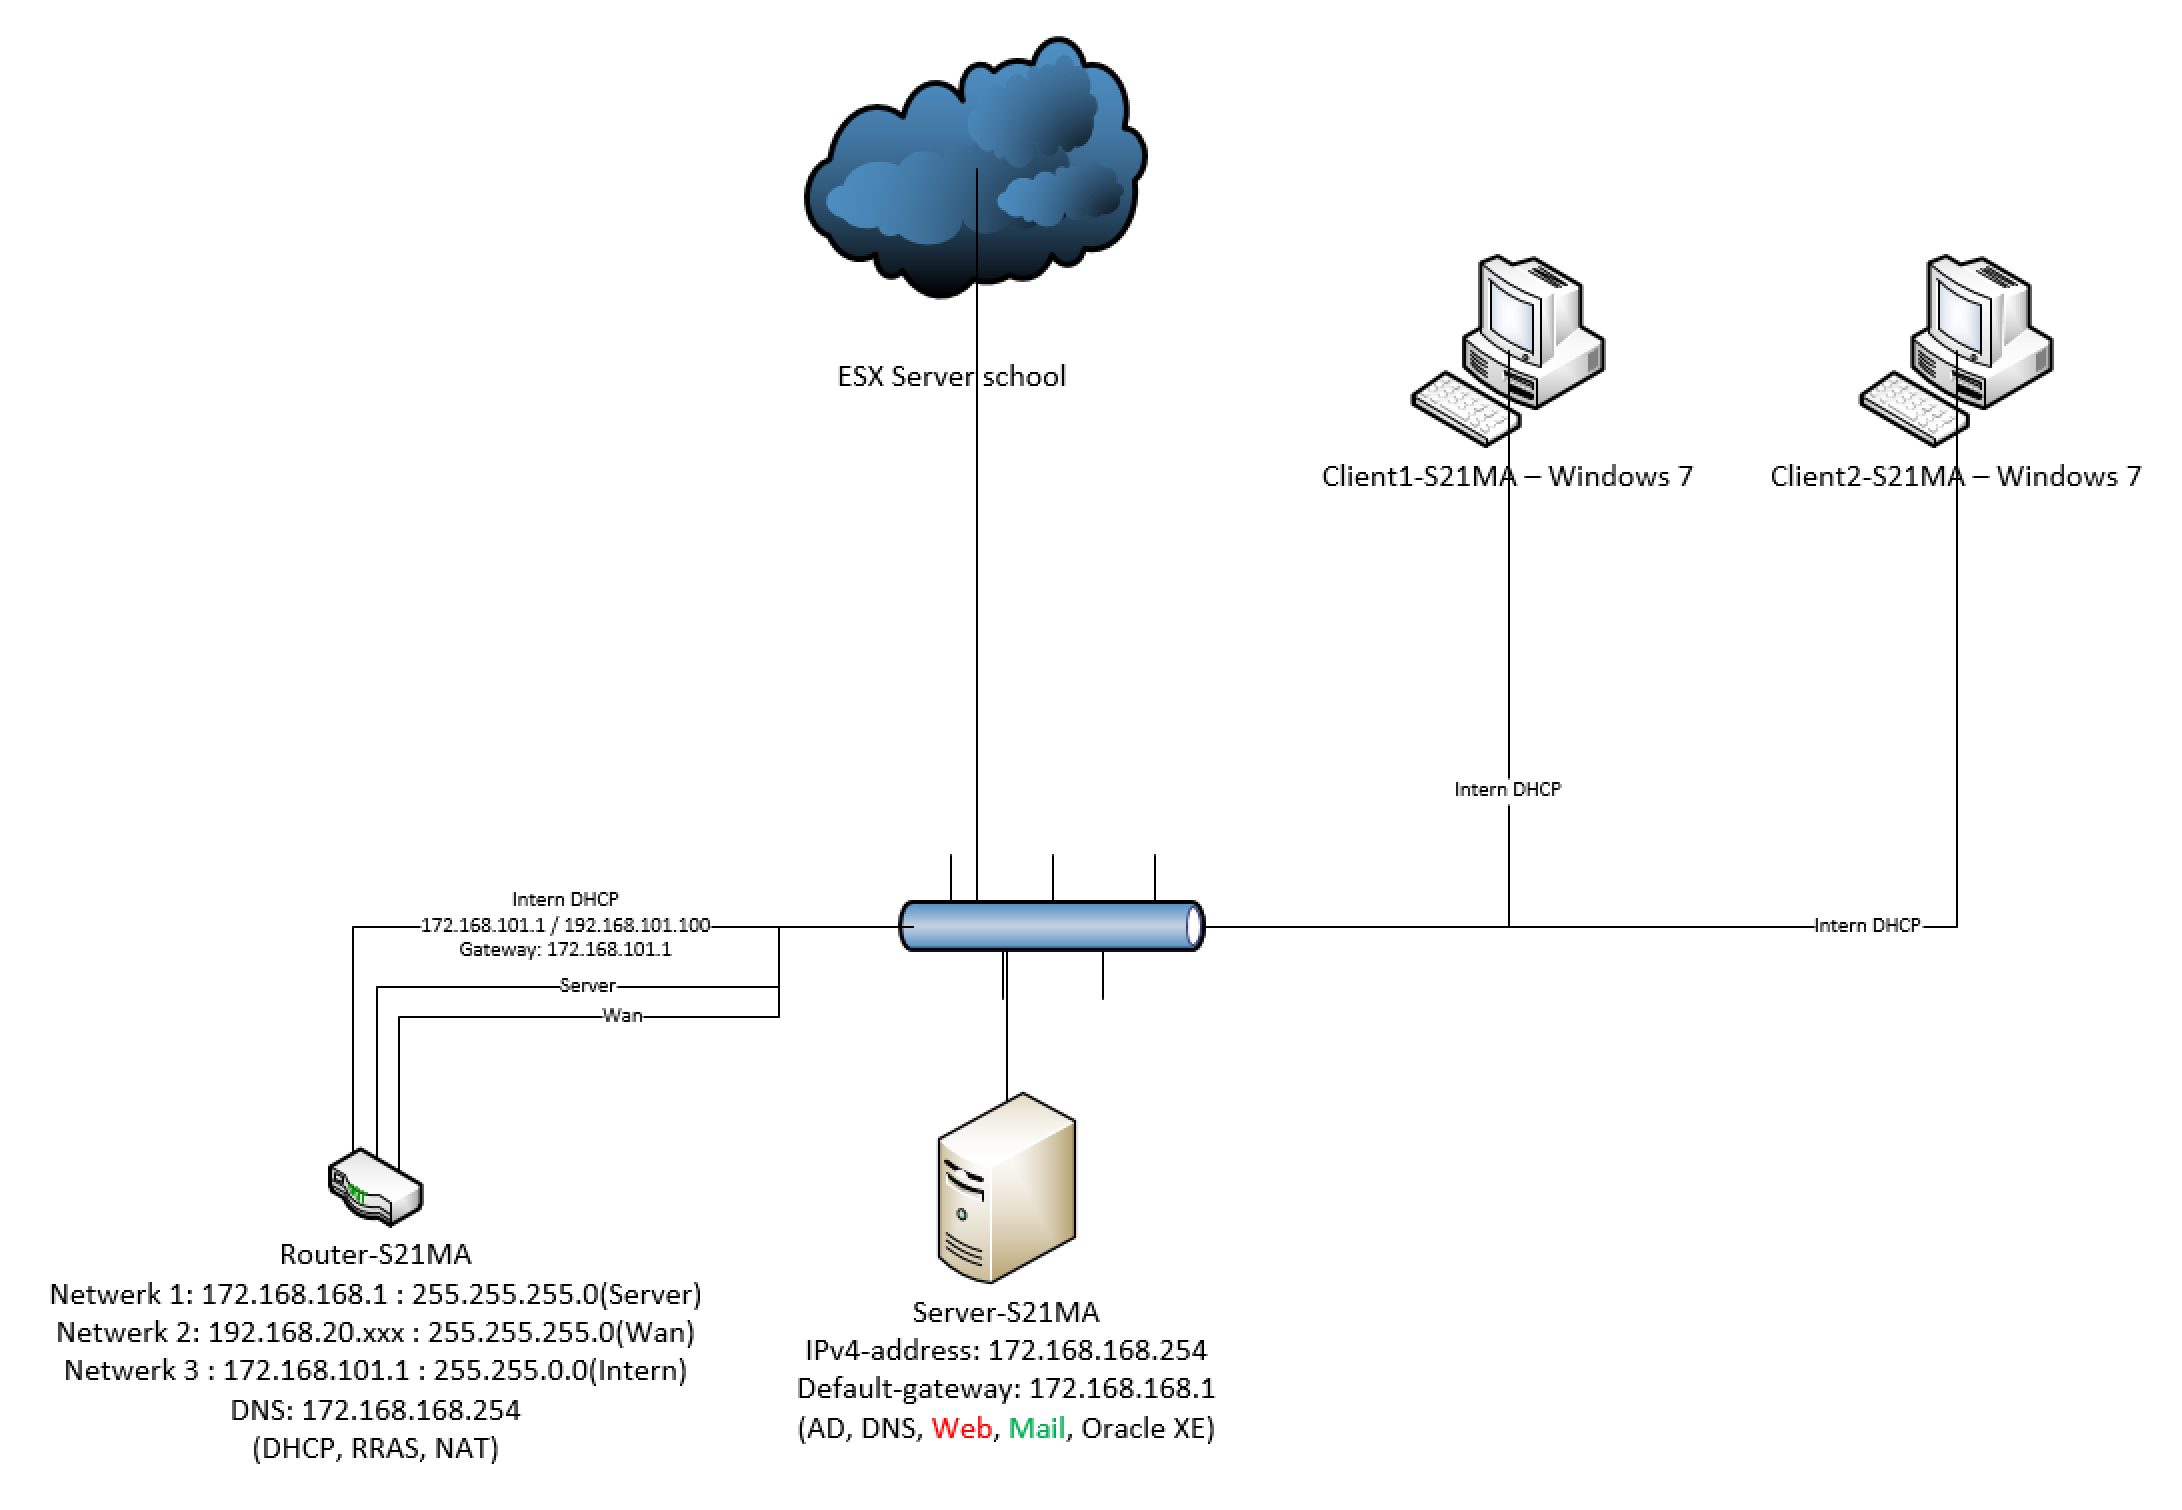 ESX Server school
Client1-S21MA – Windows 7
Client2-S21MA – Windows 7
Intern DHCP
Intern DHCP
172.168.101.1 / 192.168.101.100
Gateway: 172.168.101.1
Intern DHCP
Server
Wan
Router-S21MA
Netwerk 1: 172.168.168.1 : 255.255.255.0(Server)
Netwerk 2: 192.168.20.xxx : 255.255.255.0(Wan)
Netwerk 3 : 172.168.101.1 : 255.255.0.0(Intern)
DNS: 172.168.168.254
(DHCP, RRAS, NAT)
Server-S21MA
IPv4-address: 172.168.168.254
Default-gateway: 172.168.168.1
(AD, DNS, Web, Mail, Oracle XE)